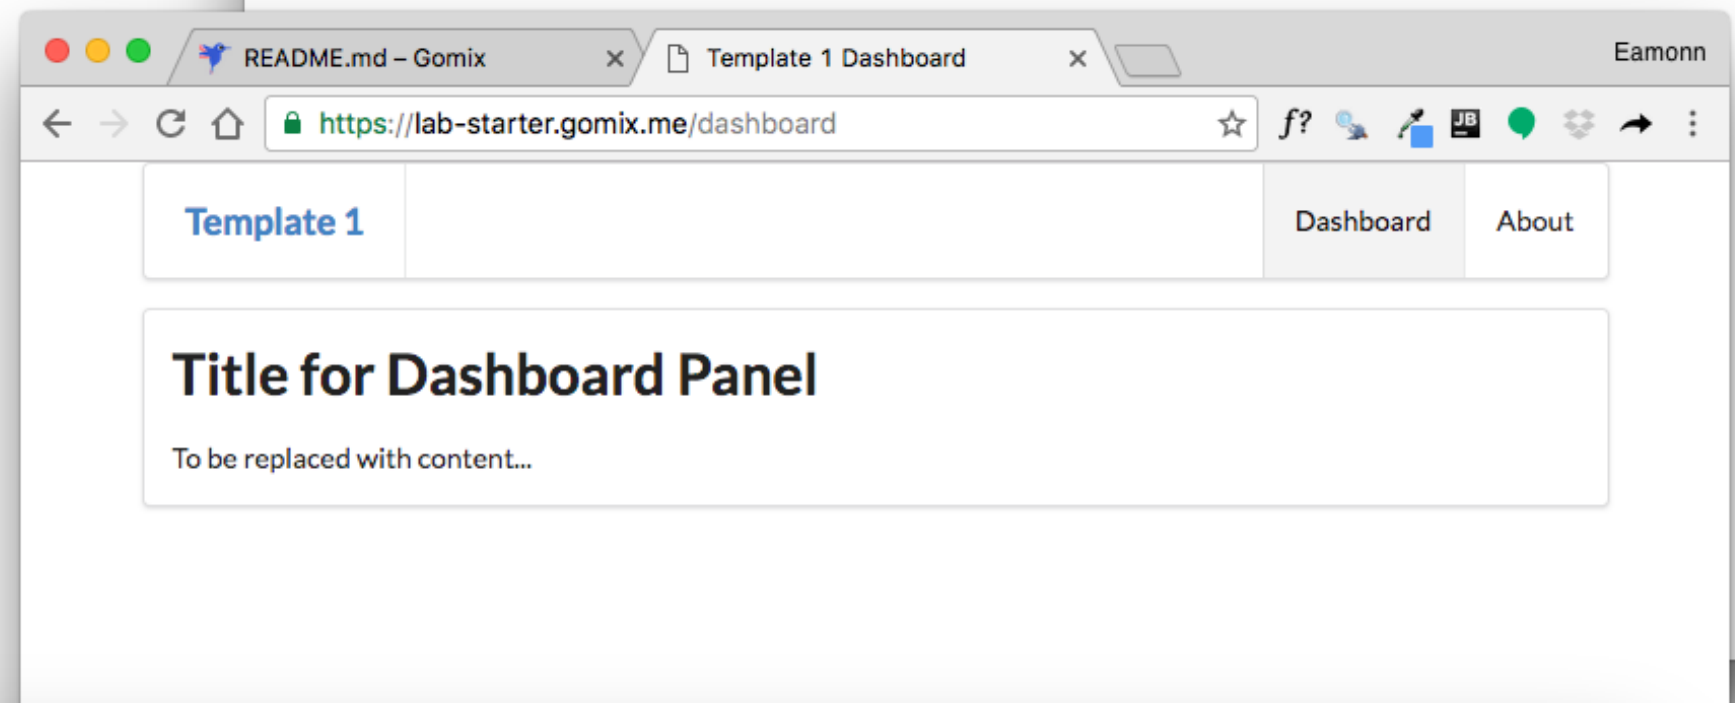 README.md – Gomix
Template 1 Dashboard
Eamonn
https://lab-starter.gomix.me/dashboard
f?
JB
Template 1
Dashboard
About
Title for Dashboard Panel
To be replaced with content...